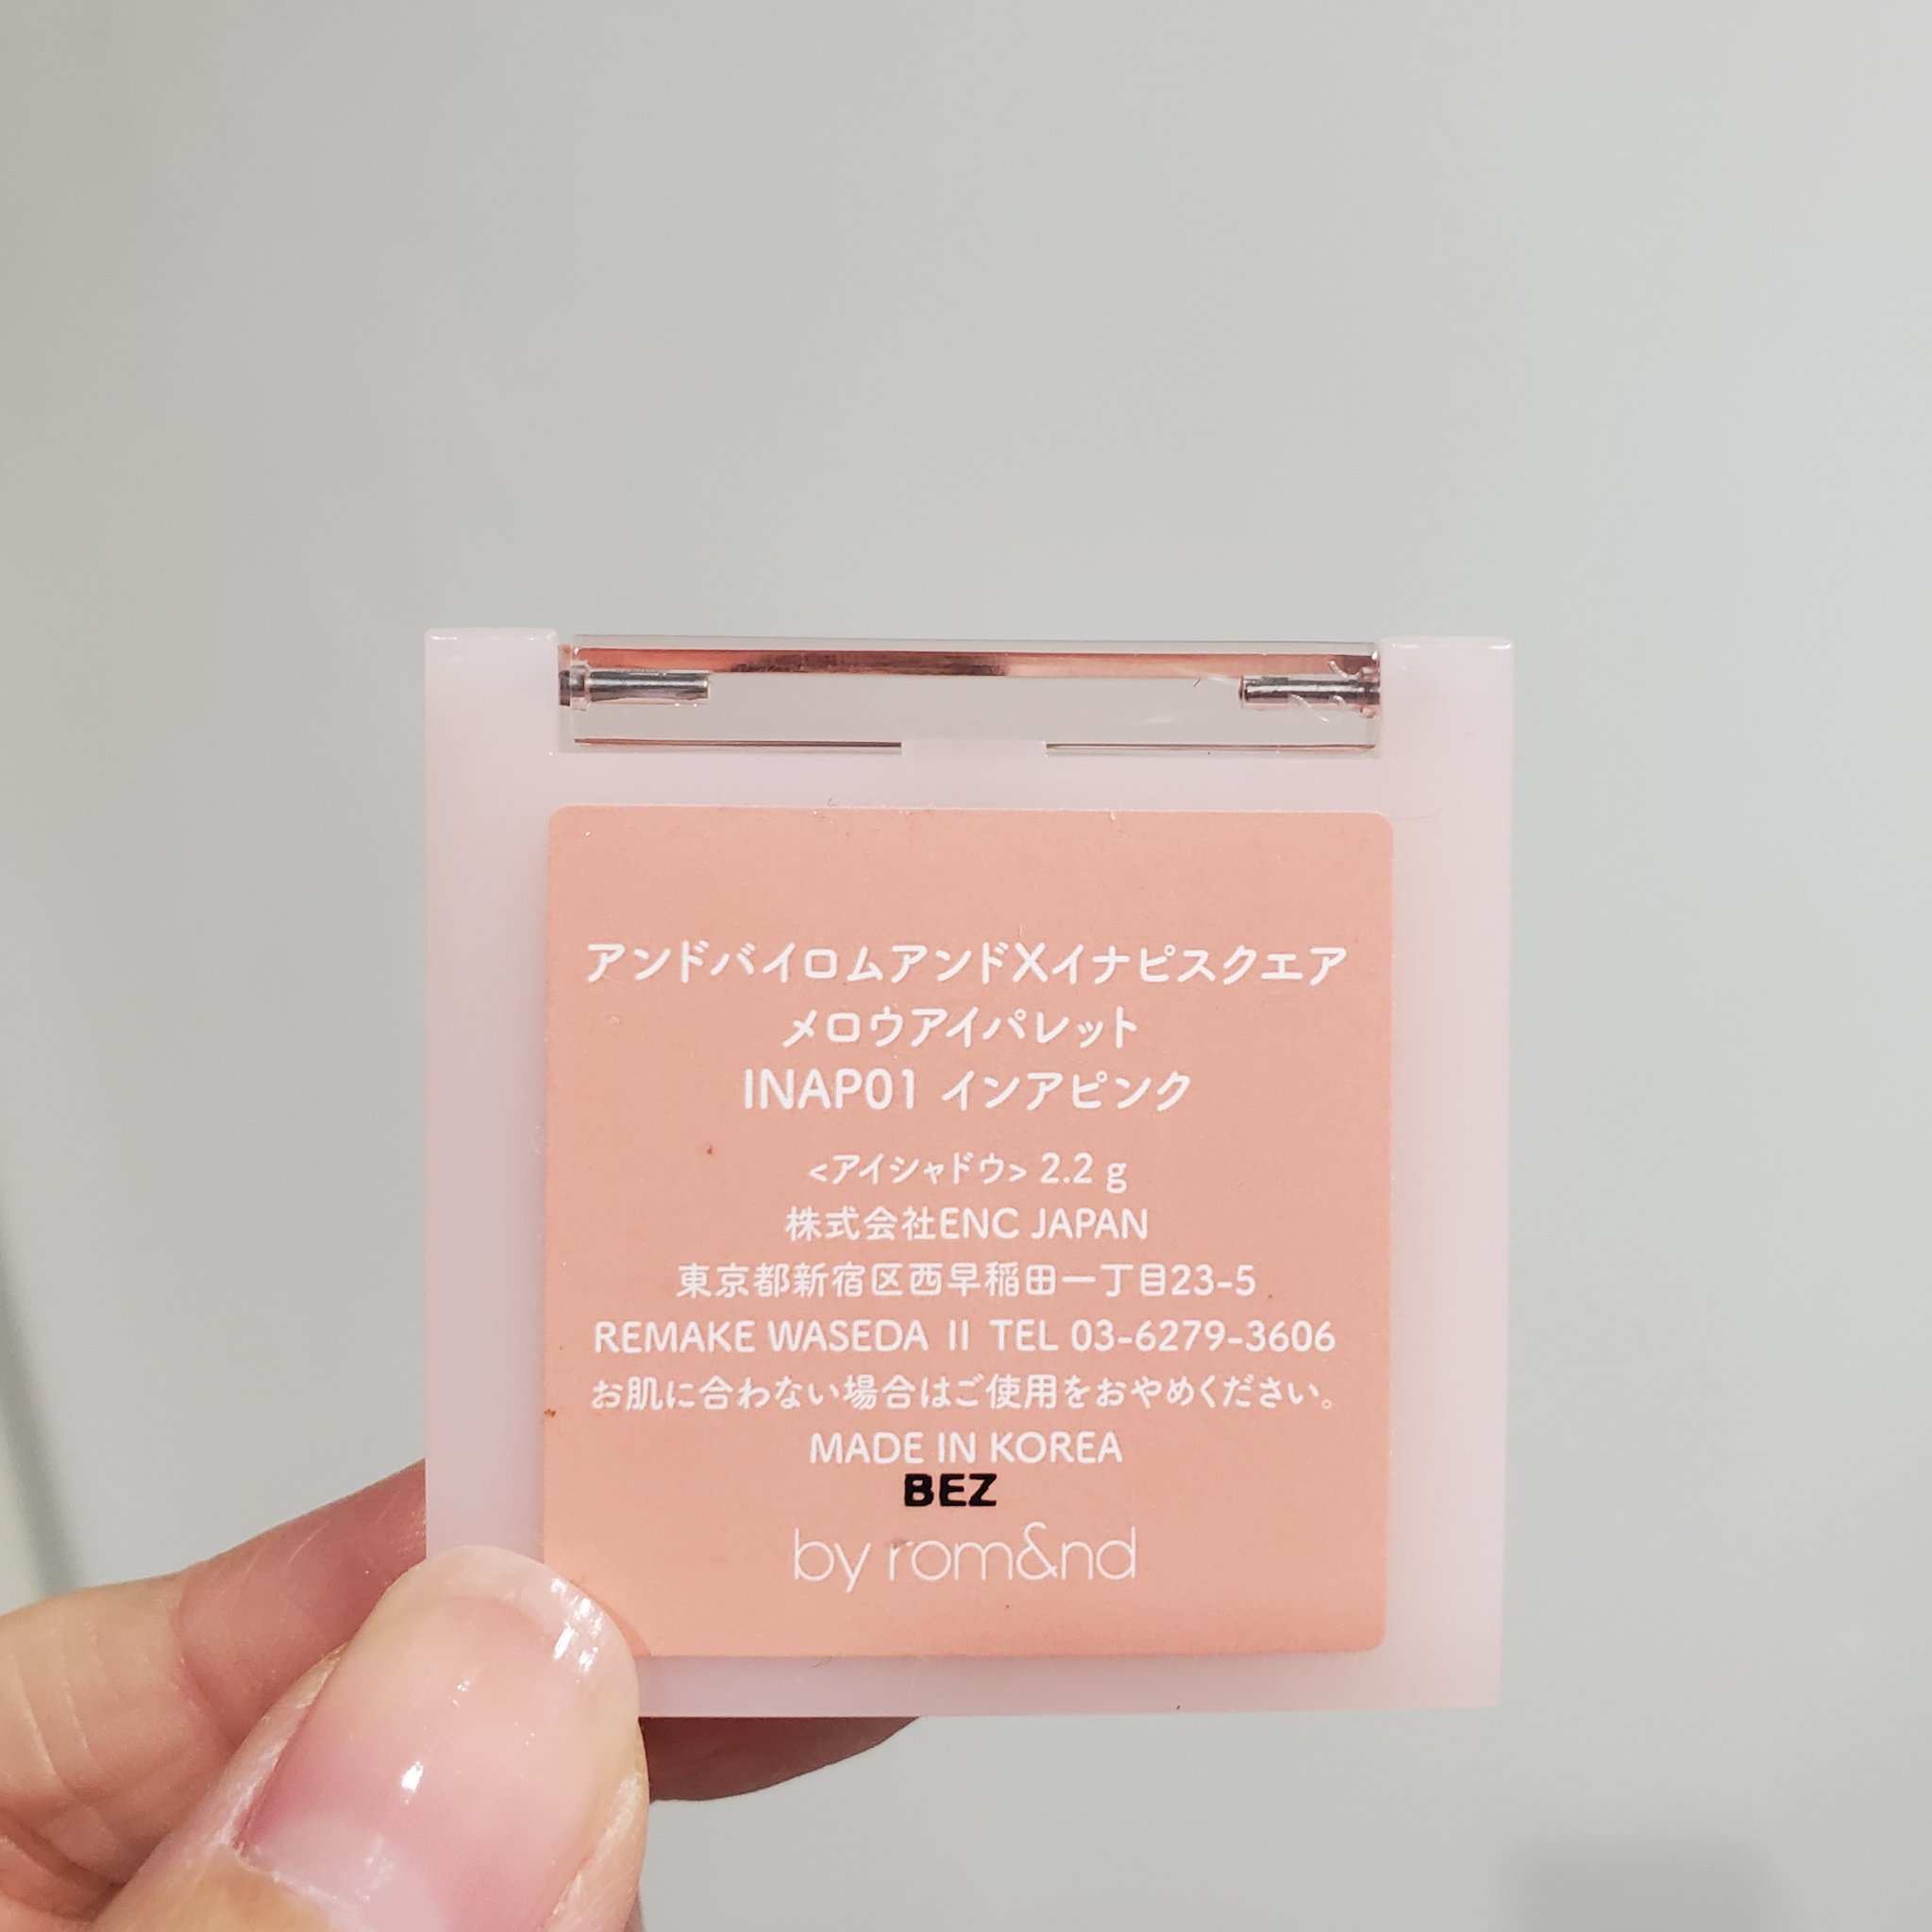 アンドバイロムアンドXイナピスクエア
メロウアイパレット
INAP01 インアピンク
<アイシャドウ> 2.2 g
株式会社ENC JAPAN
東京都新宿区西早稲田一丁目23-5
REMAKE WASEDA II TEL 03-6279-3606
お肌に合わない場合はご使用をおやめください。
MADE IN KOREA
BEZ
by rom&nd